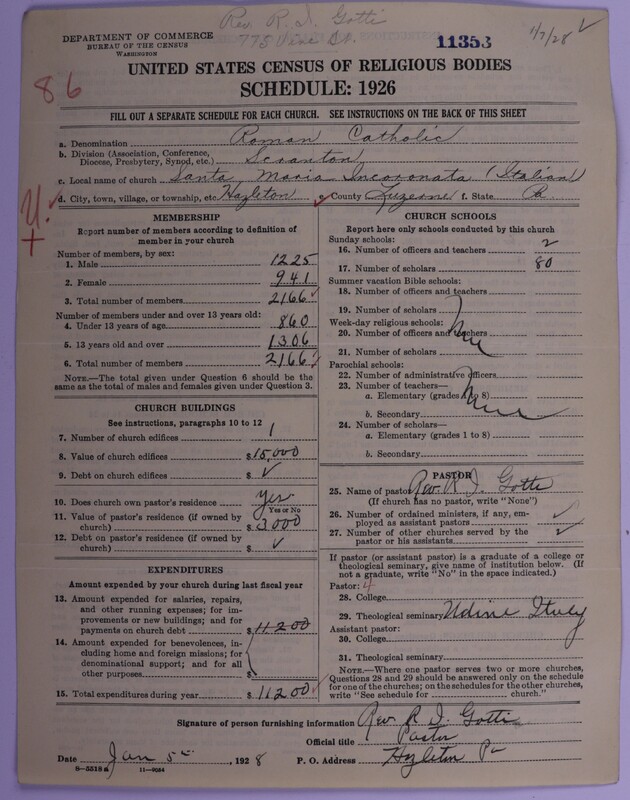 Rev. R. I. Gotti
775 Vine St.
11353
1/7/28
86
U.
DEPARTMENT OF COMMERCE
BUREAU OF THE CENSUS
WASHINGTON
UNITED STATES CENSUS OF RELIGIOUS BODIES
SCHEDULE: 1926
FILL OUT A SEPARATE SCHEDULE FOR EACH CHURCH. SEE INSTRUCTIONS ON THE BACK OF THIS SHEET
a. Denomination Roman Catholic
b. Division (Association, Conference, Diocese, Presbytery, Synod, etc.) Scranton
c. Local name of church Santa Maria Incoronata (Italian)
d. City, town, village, or township, etc. Hazleton County Luzerne f. State Pa
MEMBERSHIP
Report number of members according to definition of
member in your church
Number of members, by sex:
1. Male 1225
2. Female 941
3. Total number of members 2166
Number of members under and over 13 years old:
4. Under 13 years of age 860
5. 13 years old and over 1306
6. Total number of members 2166
NOTE.—The total given under Question 6 should be the
same as the total of males and females given under Question 3.
CHURCH BUILDINGS
See instructions, paragraphs 10 to 12
7. Number of church edifices 1
8. Value of church edifices $15,000
9. Debt on church edifices $
10. Does church own pastor's residence yes
Yes or No
11. Value of pastor's residence (if owned by
church) $3,000
12. Debt on pastor's residence (if owned by
church) $
EXPENDITURES
Amount expended by your church during last fiscal year
13. Amount expended for salaries, repairs,
and other running expenses; for im-
provements or new buildings; and for
payments on church debt $11200
14. Amount expended for benevolences, in-
cluding home and foreign missions; for
denominational support; and for all
other purposes $
15. Total expenditures during year $11200
CHURCH SCHOOLS
Report here only schools conducted by this church
Sunday schools:
16. Number of officers and teachers 2
17. Number of scholars 80
Summer vacation Bible schools:
18. Number of officers and teachers
19. Number of scholars
Week-day religious schools:
20. Number of officers and teachers
21. Number of scholars
Parochial schools:
22. Number of administrative officers
23. Number of teachers—
a. Elementary (grades 1 to 8)
b. Secondary
24. Number of scholars—
a. Elementary (grades 1 to 8)
b. Secondary
PASTOR
25. Name of pastor Rev. R. I. Gotti
(If church has no pastor, write "None")
26. Number of ordained ministers, if any, em-
ployed as assistant pastors
27. Number of other churches served by the
pastor or his assistants
If pastor (or assistant pastor) is a graduate of a college or
theological seminary, give name of institution below. (If
not a graduate, write "No" in the space indicated.)
Pastor: 4
28. College
29. Theological seminary Udine Italy
Assistant pastor:
30. College
31. Theological seminary
NOTE.—Where one pastor serves two or more churches,
Questions 28 and 29 should be answered only on the schedule
for one of the churches; on the schedules for the other churches,
write "See schedule for church."
Signature of person furnishing information Rev R I. Gotti
Official title Pastor
Date Jan 5, 1928 P. O. Address Hazleton Pa
8—5318a 11—9084